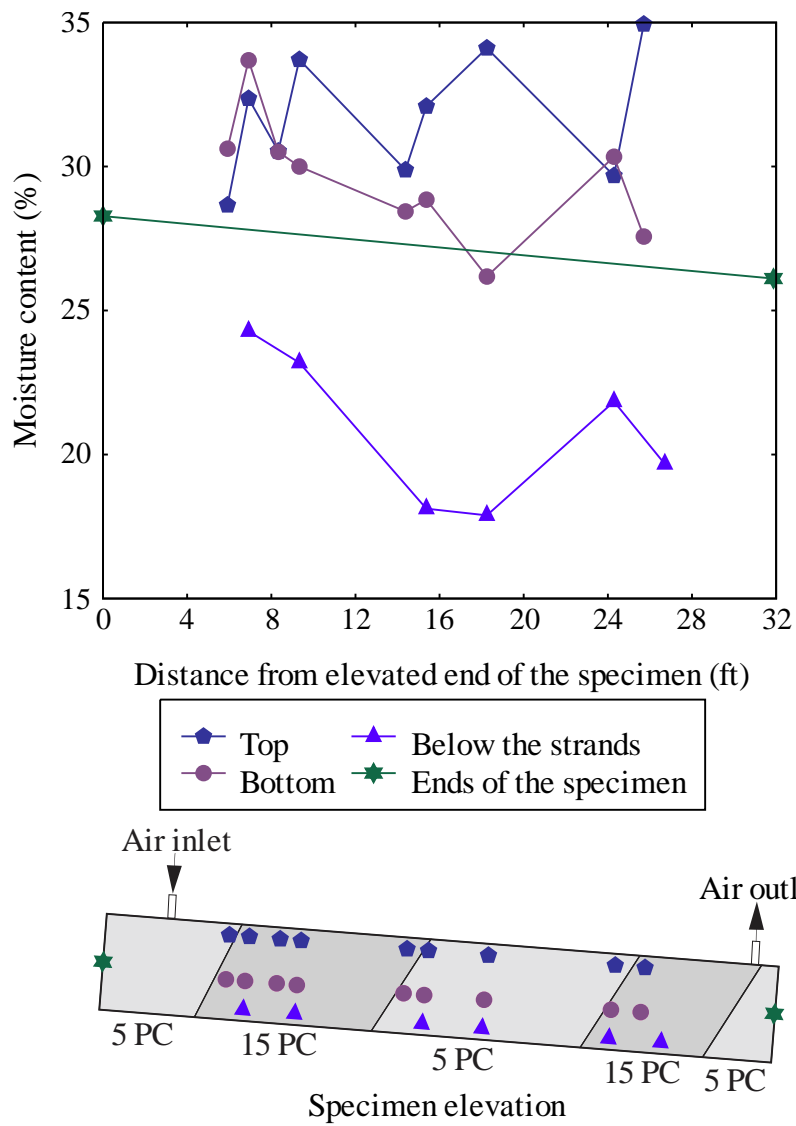 35
30
25
20
15
Moisture content (%)
0 4 8 12 16 20 24 28 32
Distance from elevated end of the specimen (ft)
Top
Below the strands
Bottom
Ends of the specimen
Air inlet
Air outl
5 PC
15 PC
5 PC
15 PC
5 PC
Specimen elevation